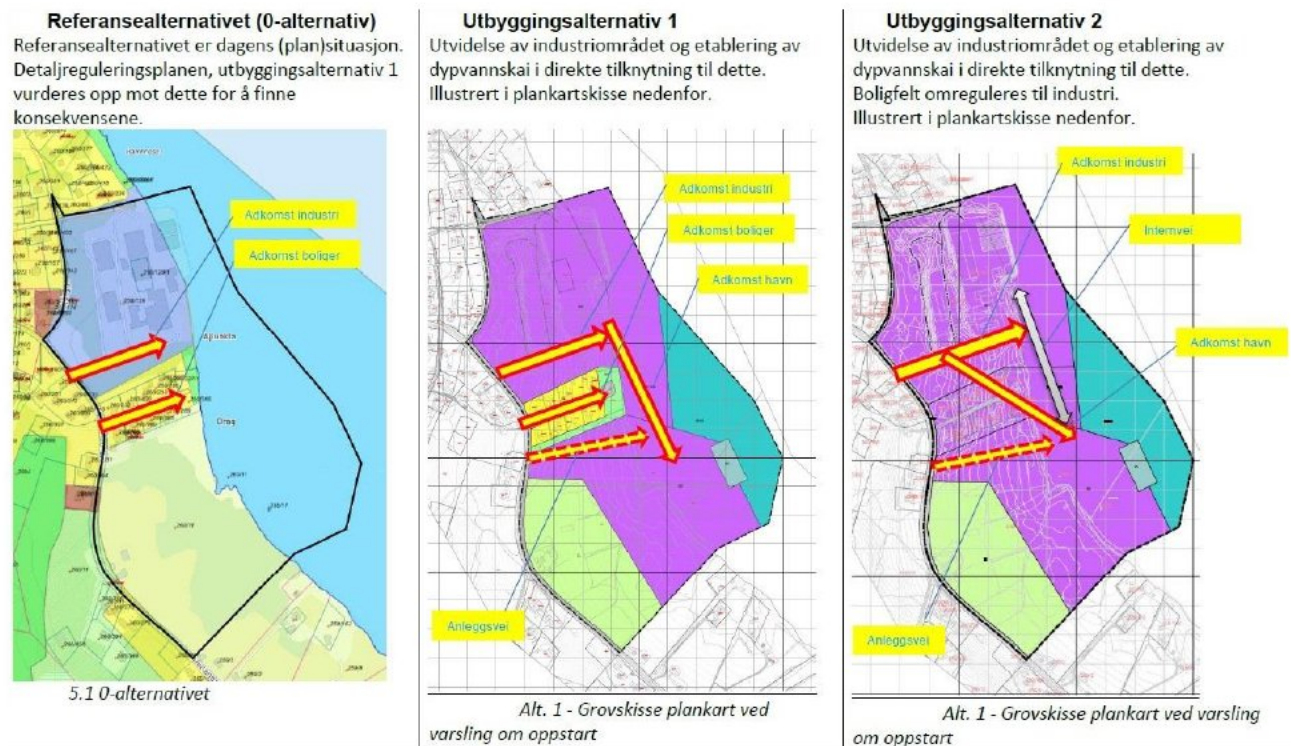 Referansealternativet (0-alternativ)
Referansealternativet er dagens (plan)situasjon.
Detaljreguleringsplanen, utbyggingsalternativ 1
vurderes opp mot dette for å finne
konsekvensene.
Adkomst industri
Adkomst boliger
Drag
5.1 0-alternativet
Utbyggingsalternativ 1
Utvidelse av industriområdet og etablering av
dypvannskai i direkte tilknytning til dette.
Illustrert i plankartskisse nedenfor.
Adkomst industri
Adkomst boliger
Adkomst havn
Anleggsvei
Alt. 1 - Grovskisse plankart ved
varsling om oppstart
Utbyggingsalternativ 2
Utvidelse av industriområdet og etablering av
dypvannskai i direkte tilknytning til dette.
Boligfelt omreguleres til industri.
Illustrert i plankartskisse nedenfor.
Adkomst industri
Internvei
Adkomst havn
Anleggsvei
Alt. 1 - Grovskisse plankart ved varsling
om oppstart